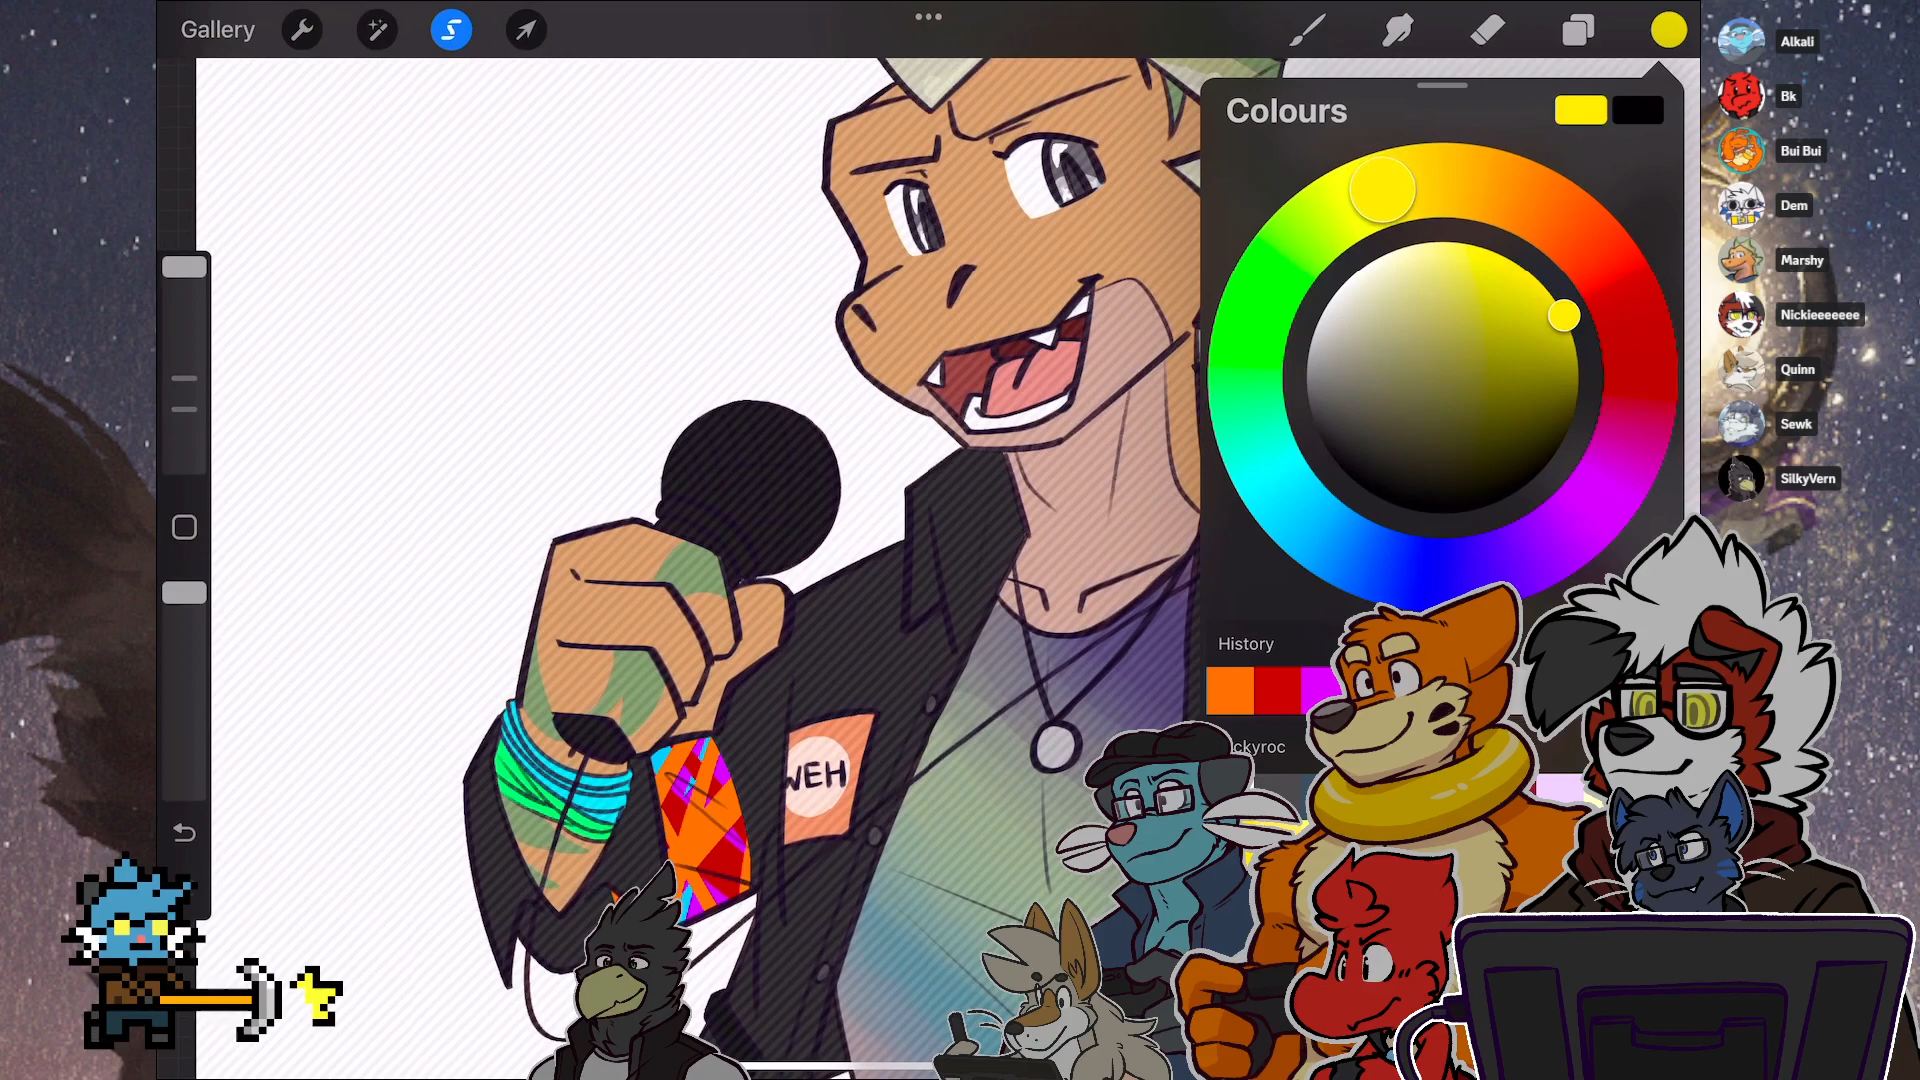 Gallery
Colours
Alkali
Bk
Bui Bui
Dem
Marshy
Nickieeeeeee
Quinn
Sewk
SilkyVern
History
ckyroc
WEH